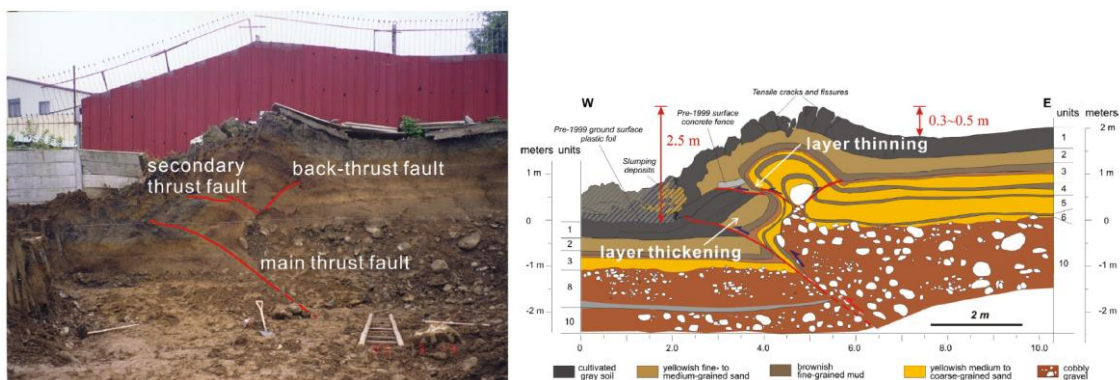 secondary
thrust fault
back-thrust fault
main thrust fault
W
E
Tensile cracks and fissures
Pre-1999 surface
concrete fence
Pre-1999 ground surface
plastic foil
Slumping
deposits
2.5 m
0.3~0.5 m
layer thinning
layer thickening
meters units
1 m
0
-1 m
-2 m
1
2
3
8
10
?
units meters
1
2
3
4
5
6
10
2 m
1 m
0
-1 m
-2 m
2 m
0
2.0
4.0
6.0
8.0
10.0
cultivated
gray soil
yellowish fine- to
medium-grained sand
brownish
fine-grained mud
yellowish medium to
coarse-grained sand
cobbly
gravel